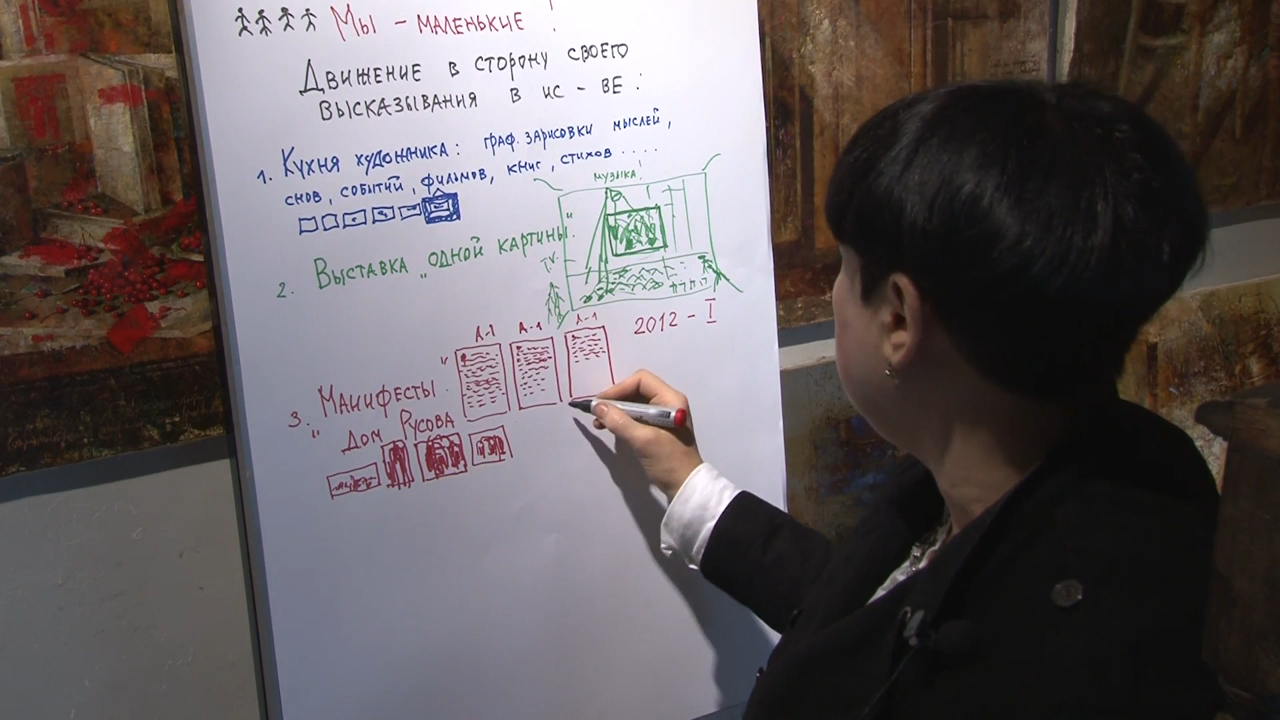 Мы - маленькие !
Движение в сторону своего
высказывания в ис - ве :
1. Кухня художника : граф. зарисовки мыслей,
снов, событий, фильмов, книг, стихов ....
музыка
2. Выставка „одной картины"
T.V.
2012 - I
А-1 А-1 А-1
3. „Манифесты"
„Дом Русова